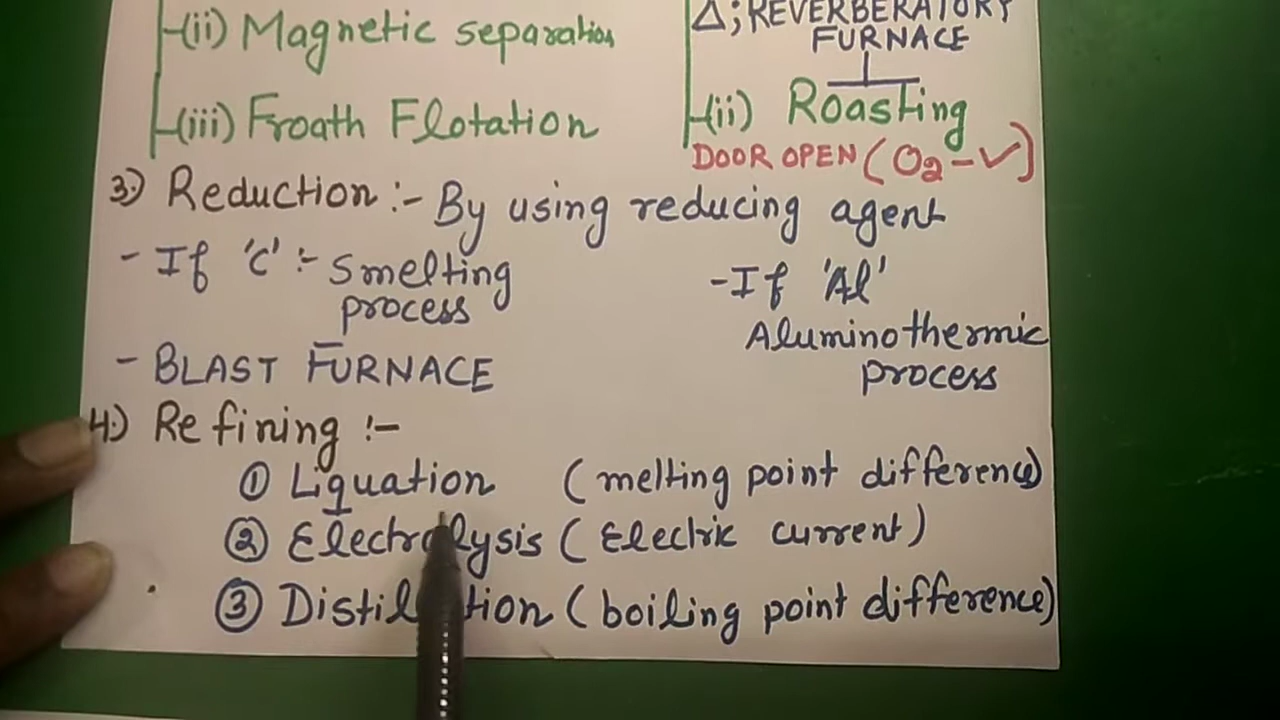 (ii) Magnetic separation
(iii) Froath Flotation
Δ; REVERBERATORY
FURNACE
(ii) Roasting
DOOR OPEN (O2-✓)
3.) Reduction :- By using reducing agent
- If 'C' :- Smelting
process
- BLAST FURNACE
- If 'Al'
Aluminothermic
process
4.) Refining :-
① Liquation (melting point difference)
② Electrolysis (Electric current)
③ Distillation (boiling point difference)